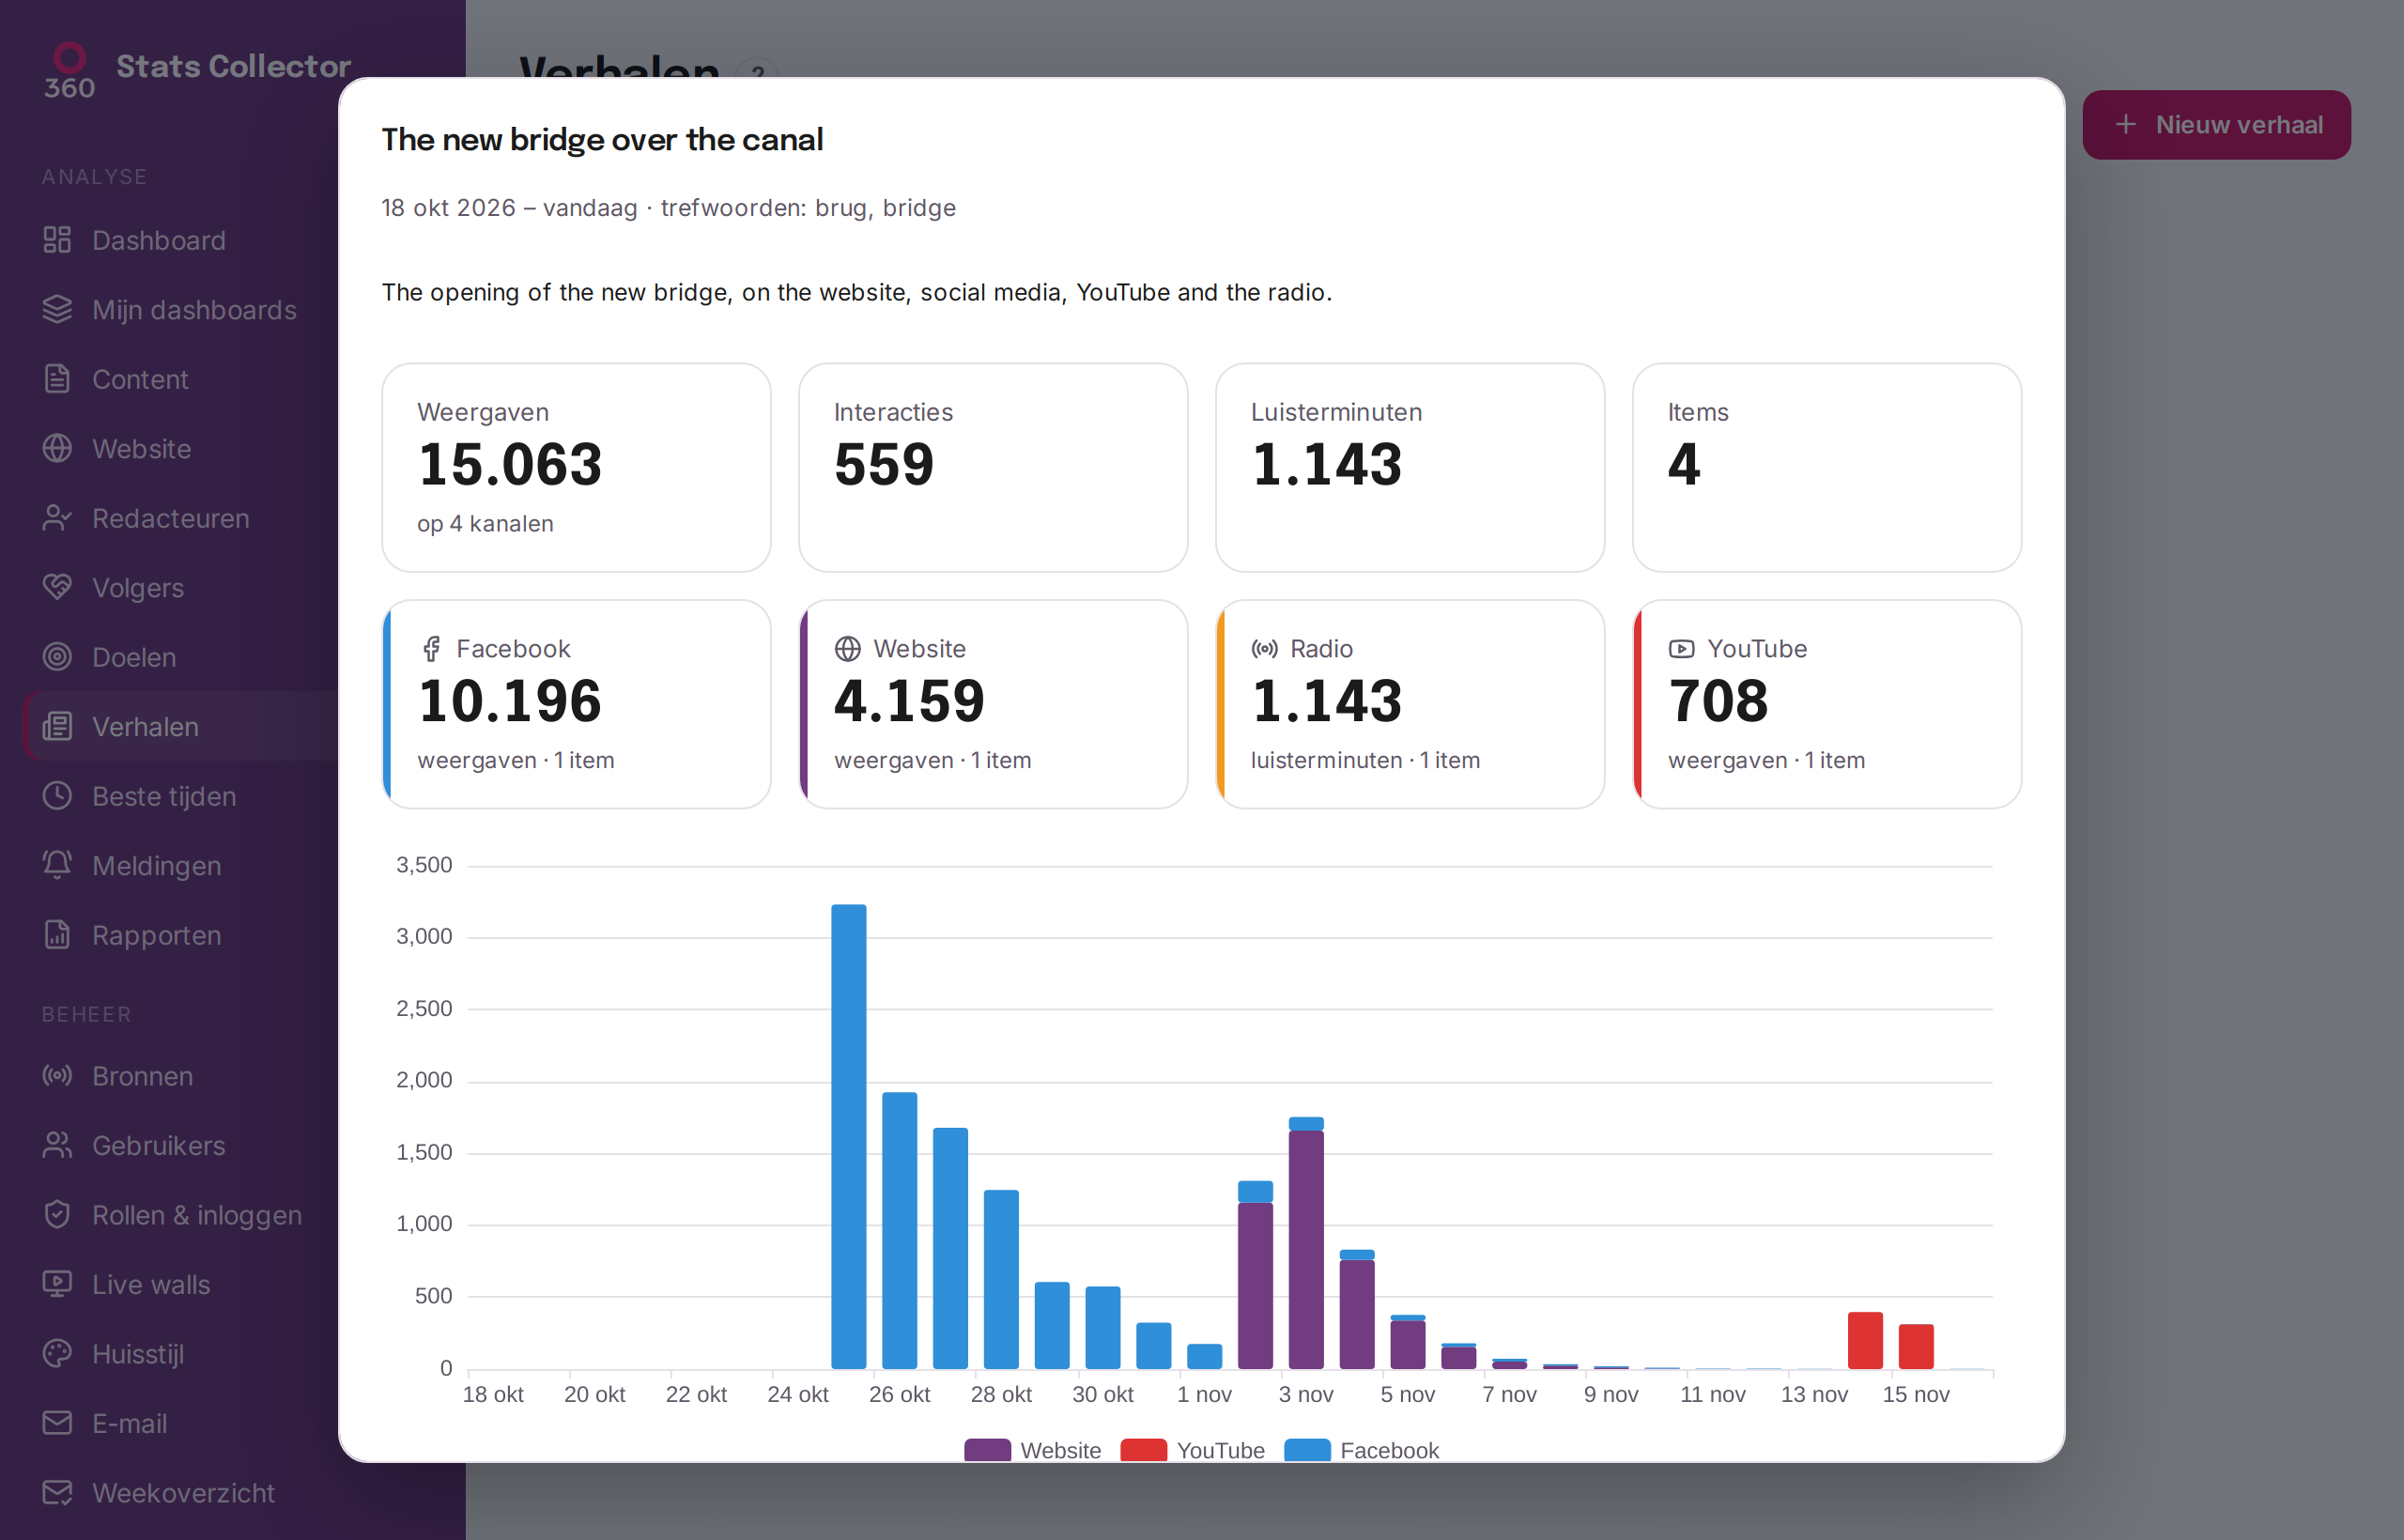 360
Stats Collector
Verhalen 2
Nieuw verhaal
ANALYSE
Dashboard
Mijn dashboards
Content
Website
Redacteuren
Volgers
Doelen
Verhalen
Beste tijden
Meldingen
Rapporten
BEHEER
Bronnen
Gebruikers
Rollen & inloggen
Live walls
Huisstijl
E-mail
Weekoverzicht
The new bridge over the canal
18 okt 2026 – vandaag · trefwoorden: brug, bridge
The opening of the new bridge, on the website, social media, YouTube and the radio.
Weergaven
15.063
op 4 kanalen
Interacties
559
Luisterminuten
1.143
Items
4
Facebook
10.196
weergaven · 1 item
Website
4.159
weergaven · 1 item
Radio
1.143
luisterminuten · 1 item
YouTube
708
weergaven · 1 item
3,500
3,000
2,500
2,000
1,500
1,000
500
0
18 okt 20 okt 22 okt 24 okt 26 okt 28 okt 30 okt 1 nov 3 nov 5 nov 7 nov 9 nov 11 nov 13 nov 15 nov
Website YouTube Facebook